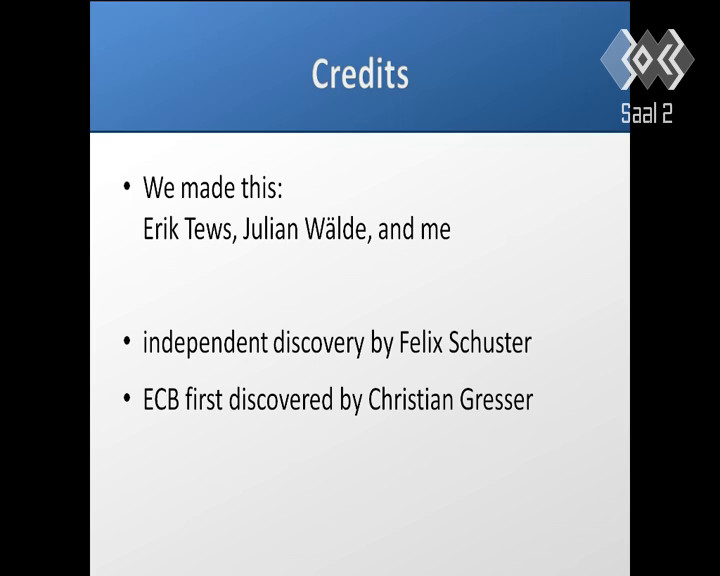 Credits
Saal 2
• We made this:
Erik Tews, Julian Wälde, and me
• independent discovery by Felix Schuster
• ECB first discovered by Christian Gresser